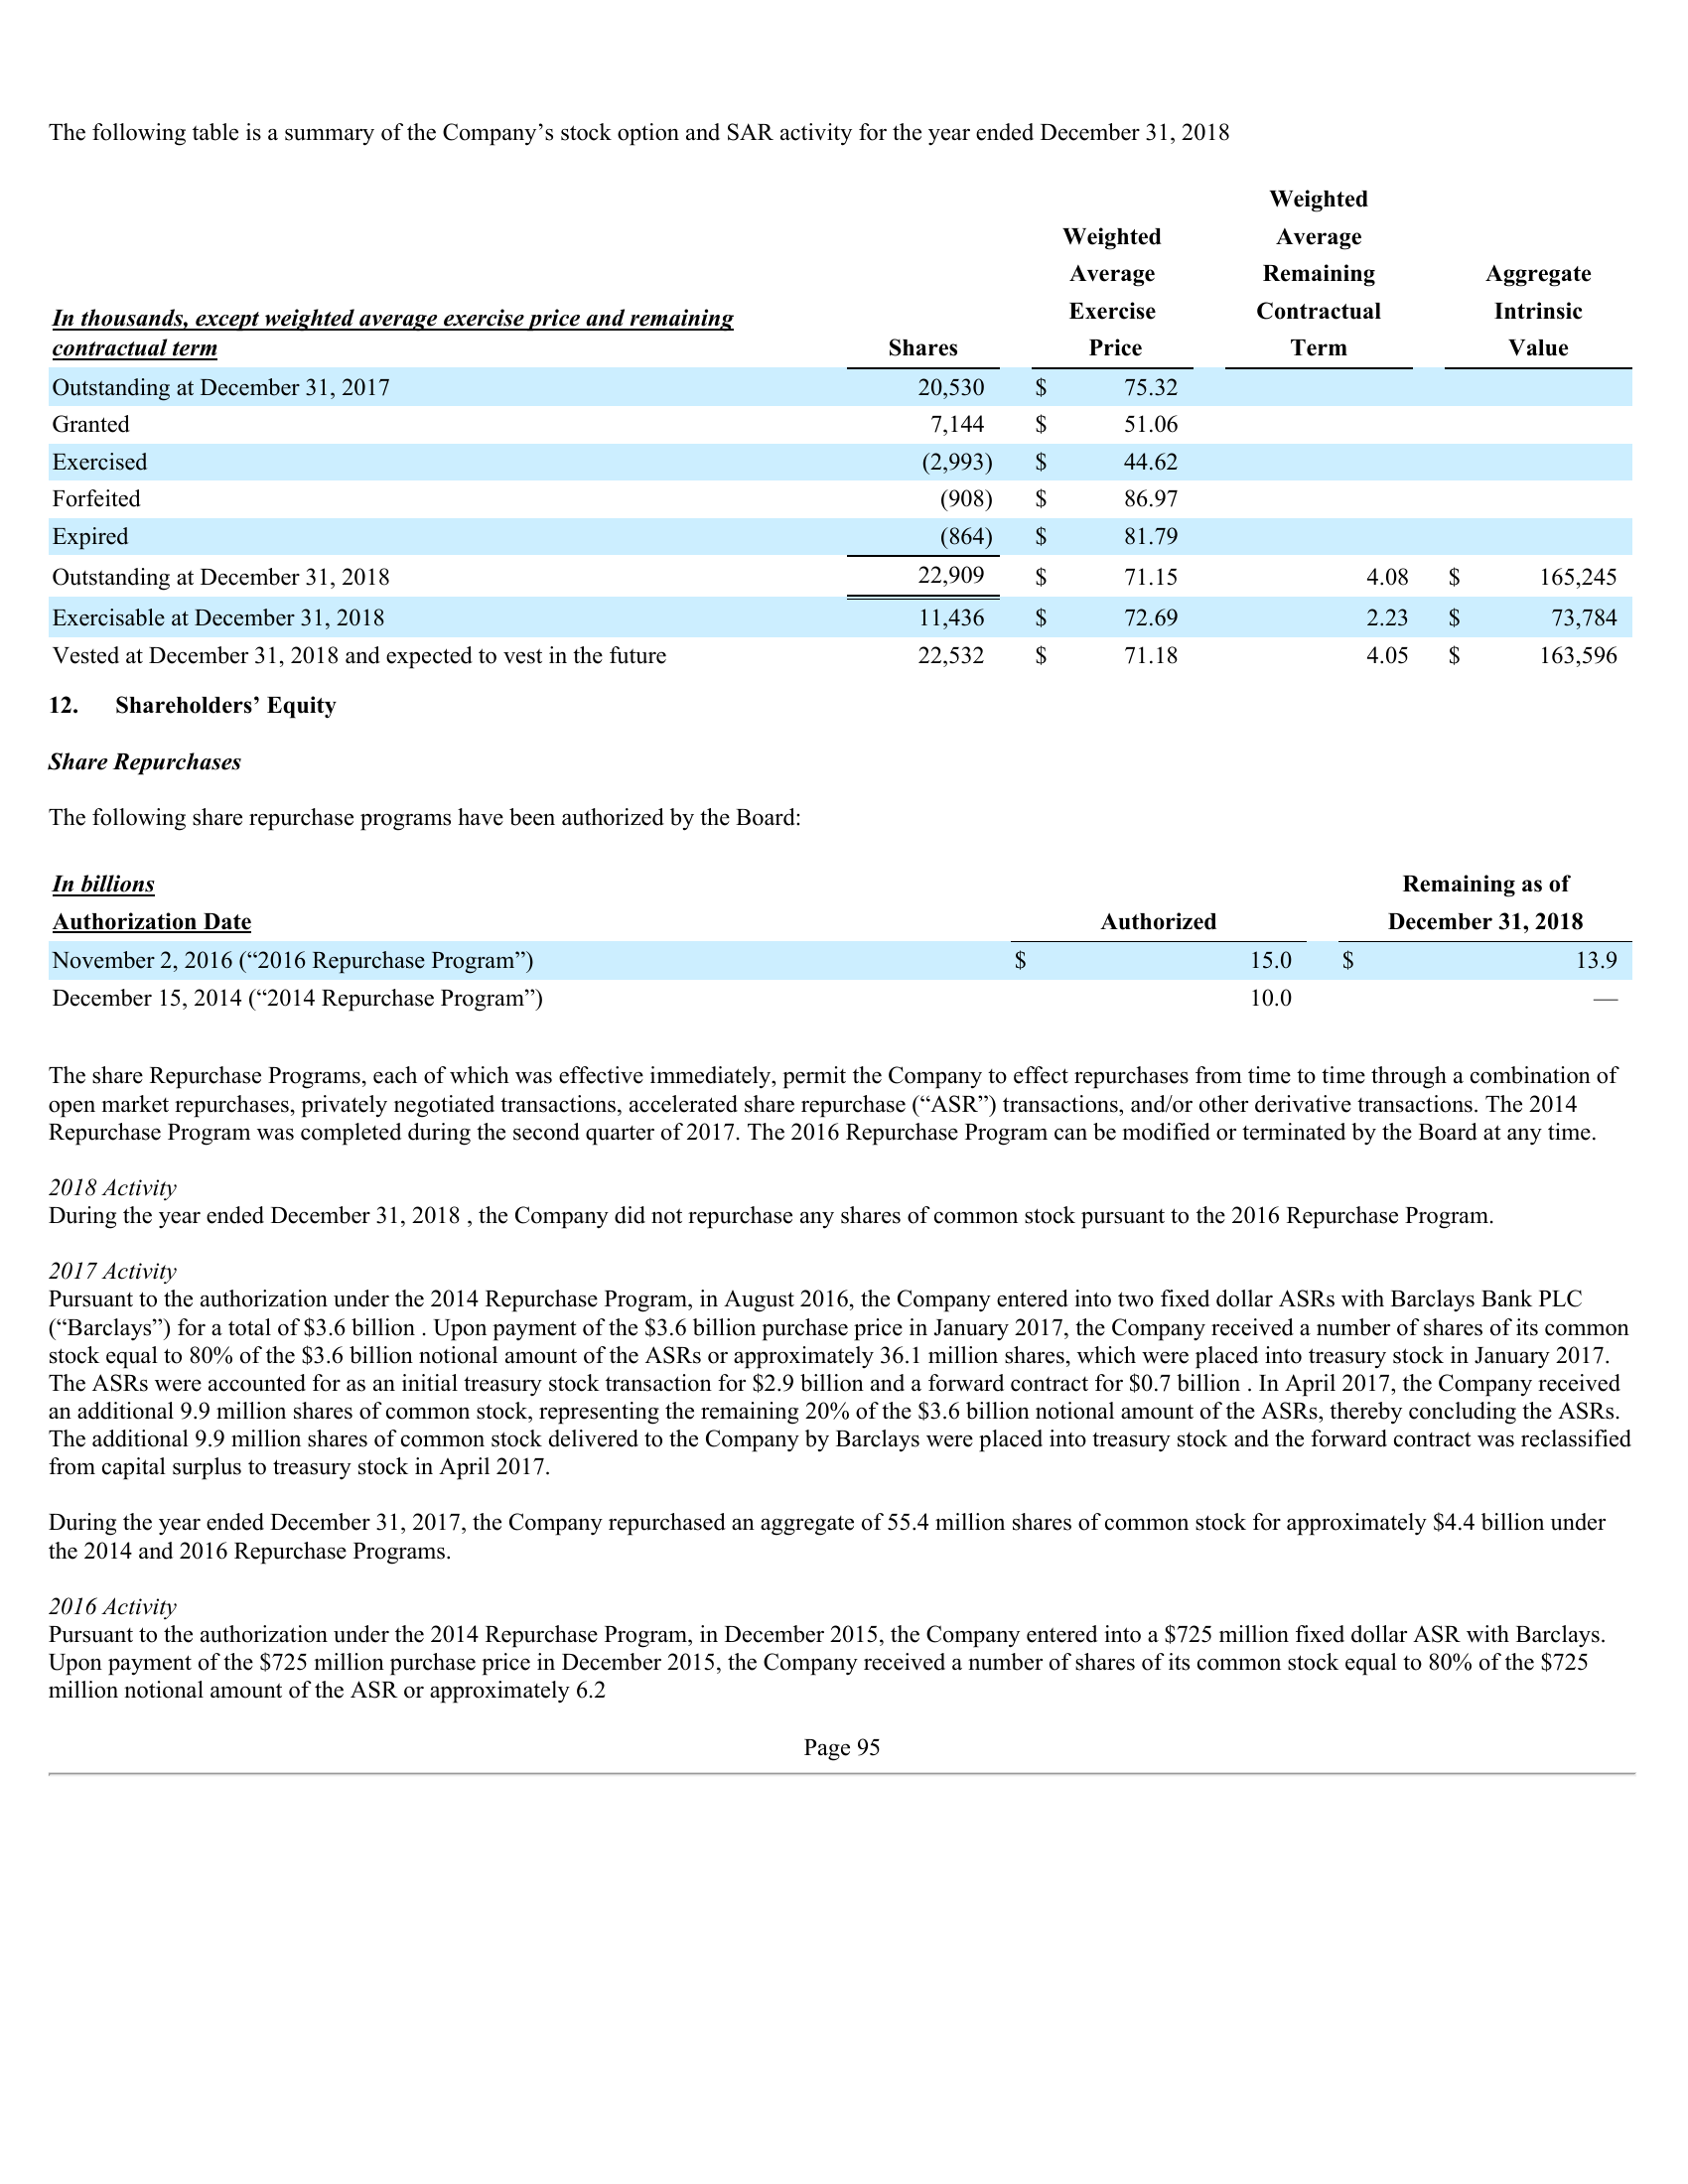 The following table is a summary of the Company’s stock option and SAR activity for the year ended December 31, 2018
In thousands, except weighted average exercise price and remaining
contractual term Shares Weighted Average Exercise Price Weighted Average Remaining Contractual Term Aggregate Intrinsic Value
Outstanding at December 31, 2017 20,530 $ 75.32
Granted 7,144 $ 51.06
Exercised (2,993) $ 44.62
Forfeited (908) $ 86.97
Expired (864) $ 81.79
Outstanding at December 31, 2018 22,909 $ 71.15 4.08 $ 165,245
Exercisable at December 31, 2018 11,436 $ 72.69 2.23 $ 73,784
Vested at December 31, 2018 and expected to vest in the future 22,532 $ 71.18 4.05 $ 163,596
12. Shareholders’ Equity
Share Repurchases
The following share repurchase programs have been authorized by the Board:
In billions Remaining as of
Authorization Date Authorized December 31, 2018
November 2, 2016 (“2016 Repurchase Program”) $ 15.0 $ 13.9
December 15, 2014 (“2014 Repurchase Program”) 10.0 —
The share Repurchase Programs, each of which was effective immediately, permit the Company to effect repurchases from time to time through a combination of
open market repurchases, privately negotiated transactions, accelerated share repurchase (“ASR”) transactions, and/or other derivative transactions. The 2014
Repurchase Program was completed during the second quarter of 2017. The 2016 Repurchase Program can be modified or terminated by the Board at any time.
2018 Activity
During the year ended December 31, 2018 , the Company did not repurchase any shares of common stock pursuant to the 2016 Repurchase Program.
2017 Activity
Pursuant to the authorization under the 2014 Repurchase Program, in August 2016, the Company entered into two fixed dollar ASRs with Barclays Bank PLC
(“Barclays”) for a total of $3.6 billion . Upon payment of the $3.6 billion purchase price in January 2017, the Company received a number of shares of its common
stock equal to 80% of the $3.6 billion notional amount of the ASRs or approximately 36.1 million shares, which were placed into treasury stock in January 2017.
The ASRs were accounted for as an initial treasury stock transaction for $2.9 billion and a forward contract for $0.7 billion . In April 2017, the Company received
an additional 9.9 million shares of common stock, representing the remaining 20% of the $3.6 billion notional amount of the ASRs, thereby concluding the ASRs.
The additional 9.9 million shares of common stock delivered to the Company by Barclays were placed into treasury stock and the forward contract was reclassified
from capital surplus to treasury stock in April 2017.
During the year ended December 31, 2017, the Company repurchased an aggregate of 55.4 million shares of common stock for approximately $4.4 billion under
the 2014 and 2016 Repurchase Programs.
2016 Activity
Pursuant to the authorization under the 2014 Repurchase Program, in December 2015, the Company entered into a $725 million fixed dollar ASR with Barclays.
Upon payment of the $725 million purchase price in December 2015, the Company received a number of shares of its common stock equal to 80% of the $725
million notional amount of the ASR or approximately 6.2
Page 95